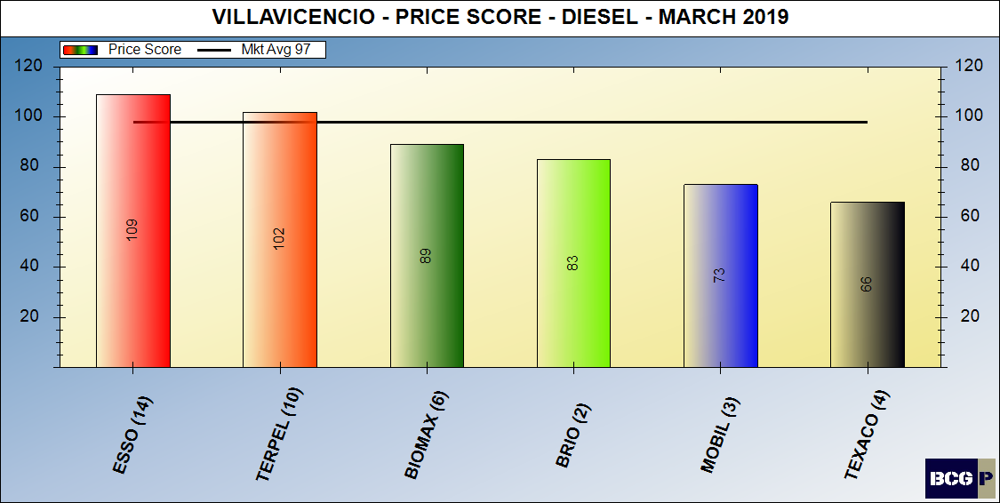 VILLAVICENCIO - PRICE SCORE - DIESEL - MARCH 2019
Price Score Mkt Avg 97
120 120
100 100
80 80
60 60
40 40
20 20
109 102 89 83 73 66
ESSO (14) TERPEL (10) BIOMAX (6) BRIO (2) MOBIL (3) TEXACO (4)
BCG P